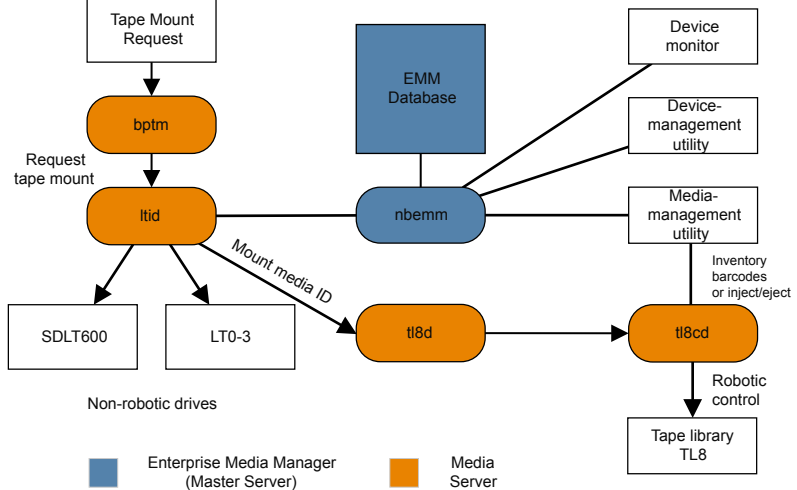 Tape Mount
Request
bptm
Request
tape mount
ltid
EMM
Database
nbemm
Device
monitor
Device-
management
utility
Media-
management
utility
Mount media ID
Inventory
barcodes
or inject/eject
SDLT600
LT0-3
tl8d
tl8cd
Non-robotic drives
Robotic
control
Tape library
TL8
Enterprise Media Manager
(Master Server)
Media
Server